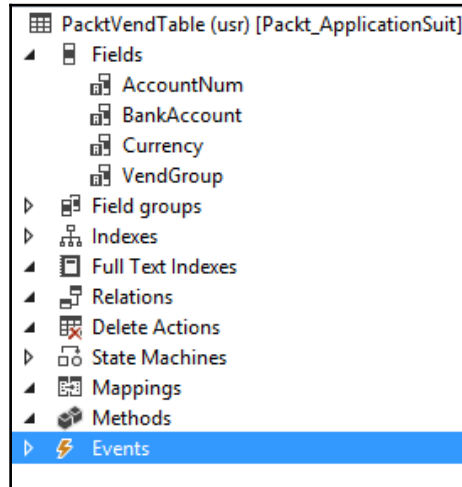 PacktVendTable (usr) [Packt_ApplicationSuit]
Fields
AccountNum
BankAccount
Currency
VendGroup
Field groups
Indexes
Full Text Indexes
Relations
Delete Actions
State Machines
Mappings
Methods
Events